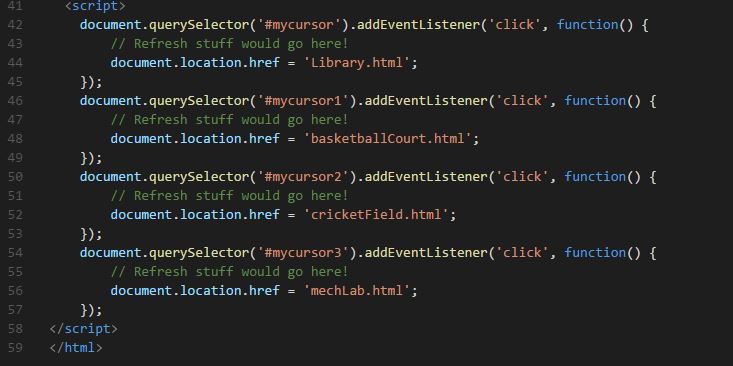 41 <script>
42 document.querySelector('#mycursor').addEventListener('click', function() {
43 // Refresh stuff would go here!
44 document.location.href = 'Library.html';
45 });
46 document.querySelector('#mycursor1').addEventListener('click', function() {
47 // Refresh stuff would go here!
48 document.location.href = 'basketballCourt.html';
49 });
50 document.querySelector('#mycursor2').addEventListener('click', function() {
51 // Refresh stuff would go here!
52 document.location.href = 'cricketField.html';
53 });
54 document.querySelector('#mycursor3').addEventListener('click', function() {
55 // Refresh stuff would go here!
56 document.location.href = 'mechLab.html';
57 });
58 </script>
59 </html>